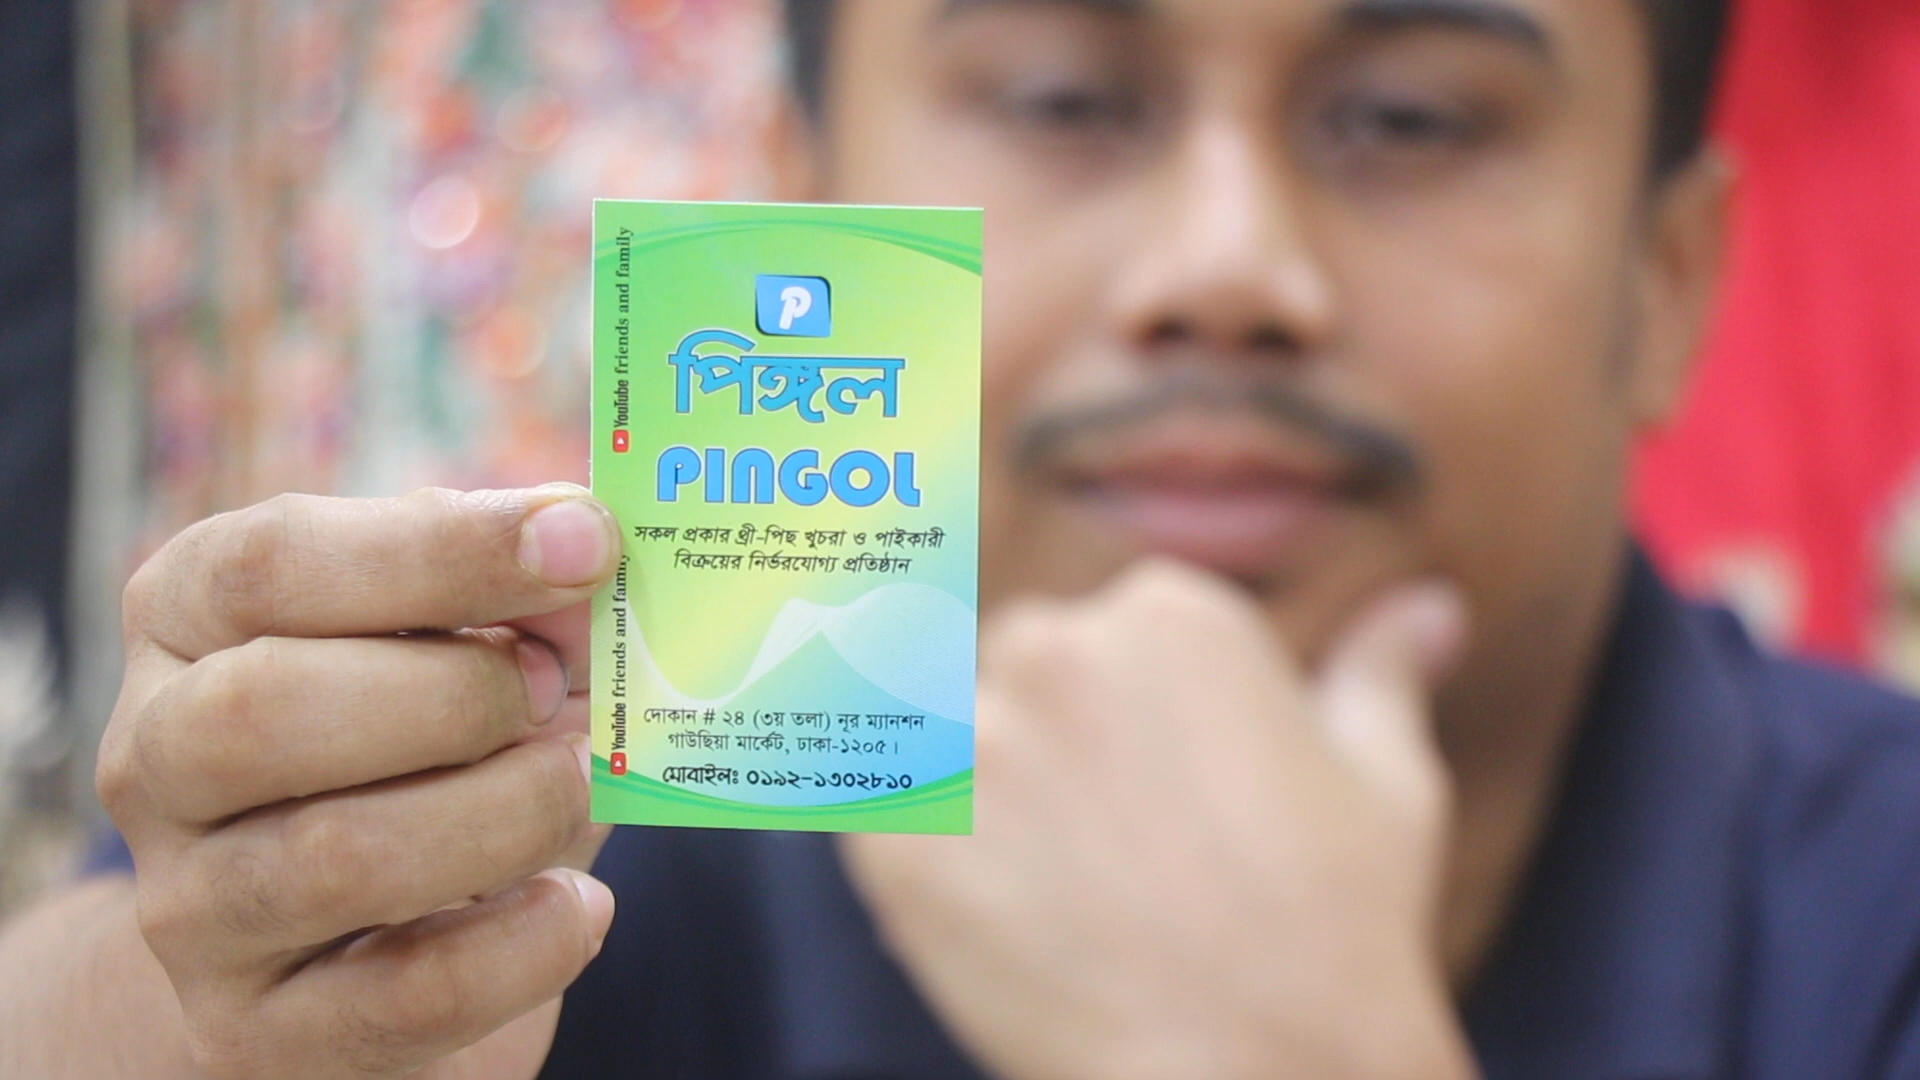 P
পিঙ্গল
PINGOL
সকল প্রকার থ্রী-পিছ খুচরা ও পাইকারী
বিক্রয়ের নির্ভরযোগ্য প্রতিষ্ঠান
দোকান # ২৪ (৩য় তলা) নূর ম্যানশন
গাউছিয়া মার্কেট, ঢাকা-১২০৫।
মোবাইলঃ ০১৯২-১৩০২৮১০
YouTube friends and family
YouTube friends and family